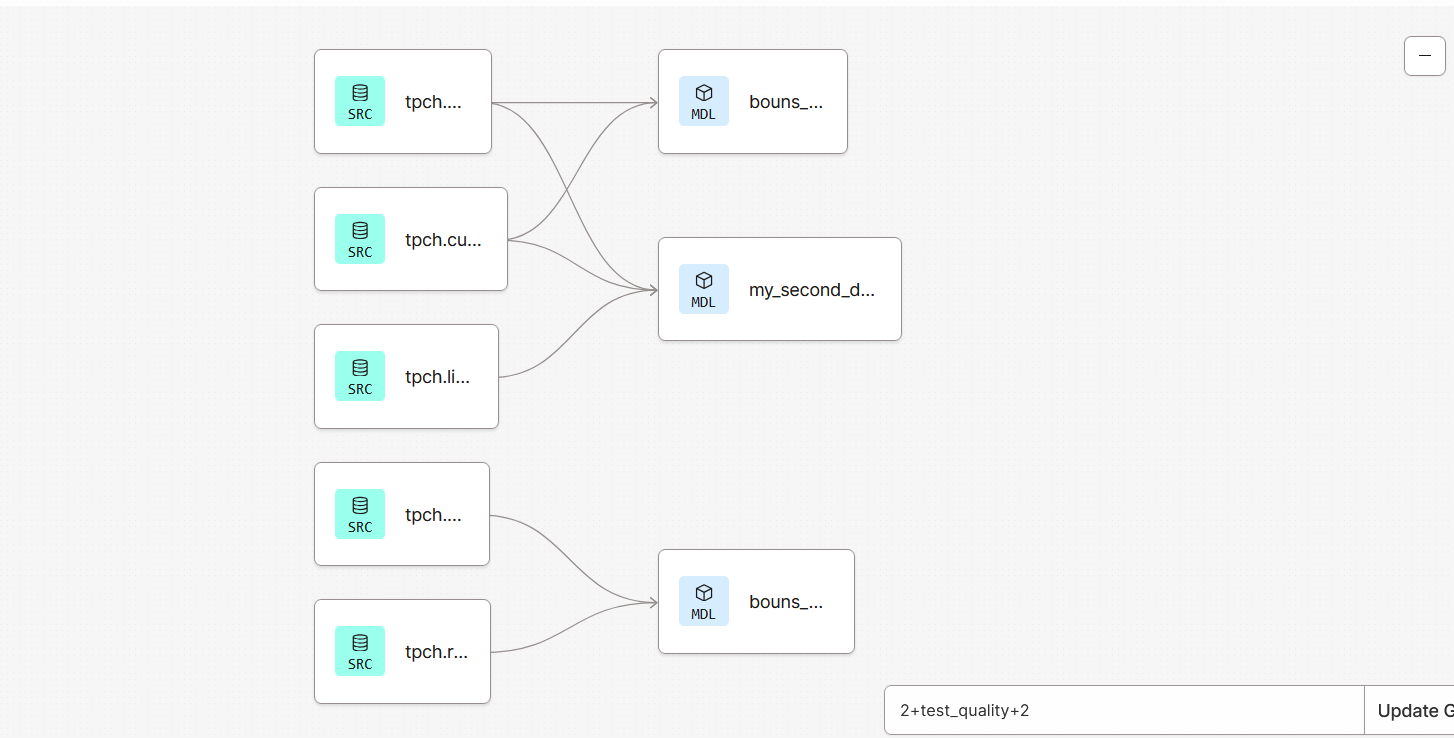 SRC
tpch....
MDL
bouns_...
SRC
tpch.cu...
MDL
my_second_d...
SRC
tpch.li...
SRC
tpch....
MDL
bouns_...
SRC
tpch.r...
2+test_quality+2
Update G